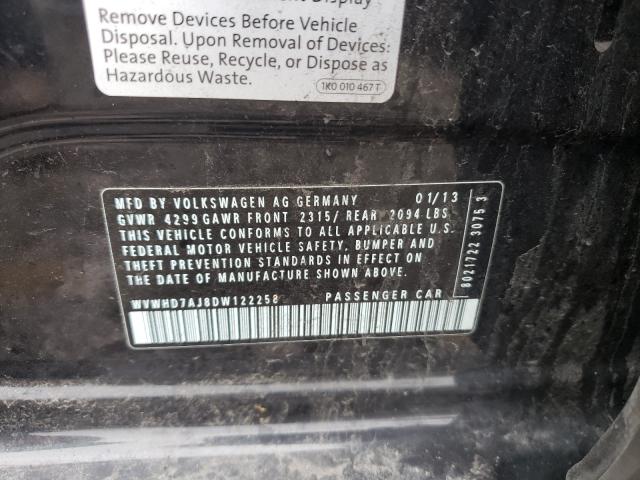 Display
Remove Devices Before Vehicle
Disposal. Upon Removal of Devices:
Please Reuse, Recycle, or Dispose as
Hazardous Waste.
1K0 010 467 T
MFD BY VOLKSWAGEN AG GERMANY 01/13
GVWR 4299 GAWR FRONT 2315/ REAR 2094 LBS
THIS VEHICLE CONFORMS TO ALL APPLICABLE U.S.
FEDERAL MOTOR VEHICLE SAFETY, BUMPER AND
THEFT PREVENTION STANDARDS IN EFFECT ON
THE DATE OF MANUFACTURE SHOWN ABOVE.
WVWHD7AJ8DW122258 PASSENGER CAR
8021722 3075 3